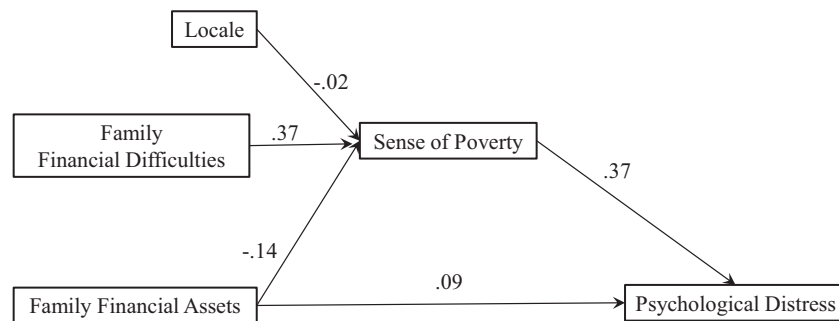 Locale
-.02
Family
Financial Difficulties
.37
Sense of Poverty
.37
-.14
.09
Family Financial Assets
Psychological Distress